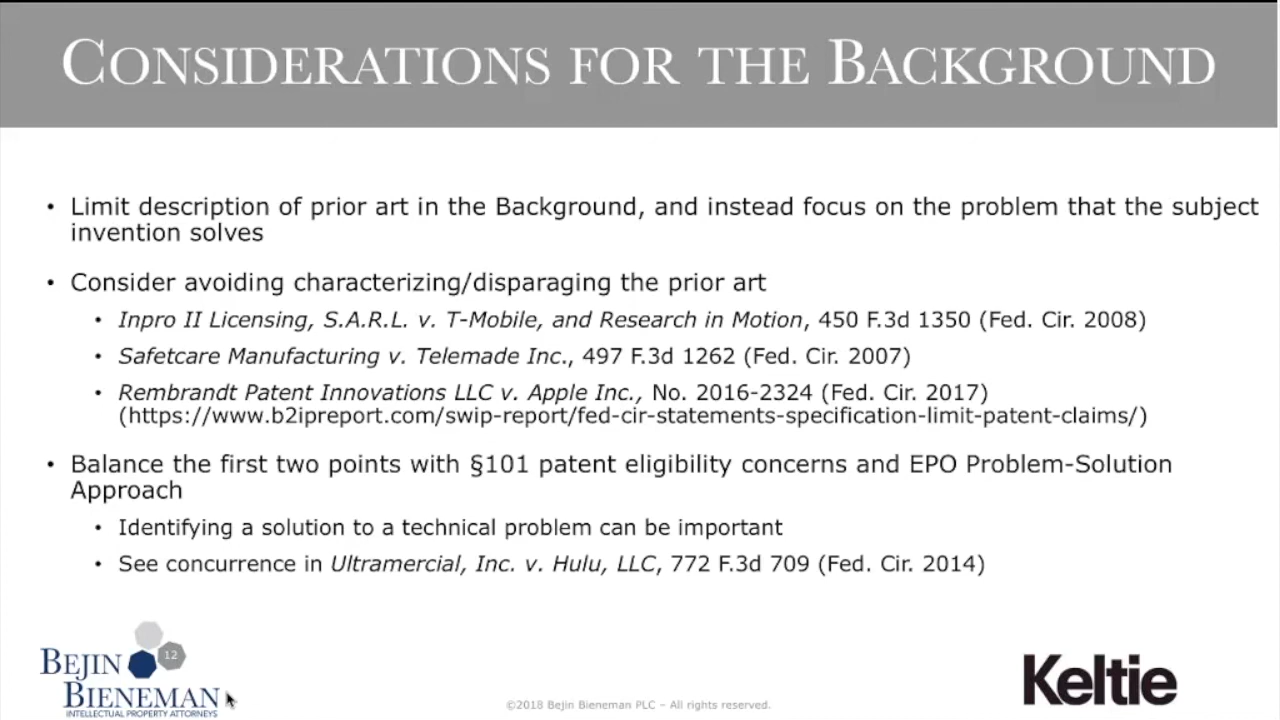 CONSIDERATIONS FOR THE BACKGROUND
• Limit description of prior art in the Background, and instead focus on the problem that the subject
invention solves
• Consider avoiding characterizing/disparaging the prior art
• Inpro II Licensing, S.A.R.L. v. T-Mobile, and Research in Motion, 450 F.3d 1350 (Fed. Cir. 2008)
• Safetcare Manufacturing v. Telemade Inc., 497 F.3d 1262 (Fed. Cir. 2007)
• Rembrandt Patent Innovations LLC v. Apple Inc., No. 2016-2324 (Fed. Cir. 2017)
(https://www.b2ipreport.com/swip-report/fed-cir-statements-specification-limit-patent-claims/)
• Balance the first two points with §101 patent eligibility concerns and EPO Problem-Solution
Approach
• Identifying a solution to a technical problem can be important
• See concurrence in Ultramercial, Inc. v. Hulu, LLC, 772 F.3d 709 (Fed. Cir. 2014)
12
BEJIN
BIENEMAN
INTELLECTUAL PROPERTY ATTORNEYS
©2018 Bejin Bieneman PLC – All rights reserved.
Keltie